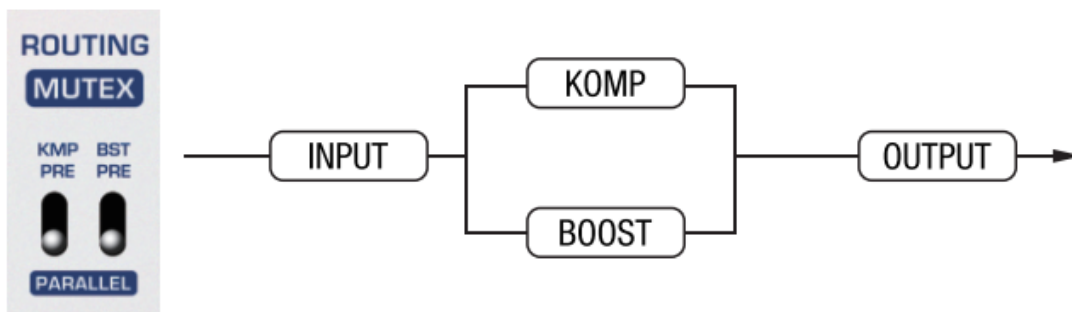 ROUTING
MUTEX
KMP BST
PRE PRE
PARALLEL
INPUT
KOMP
BOOST
OUTPUT